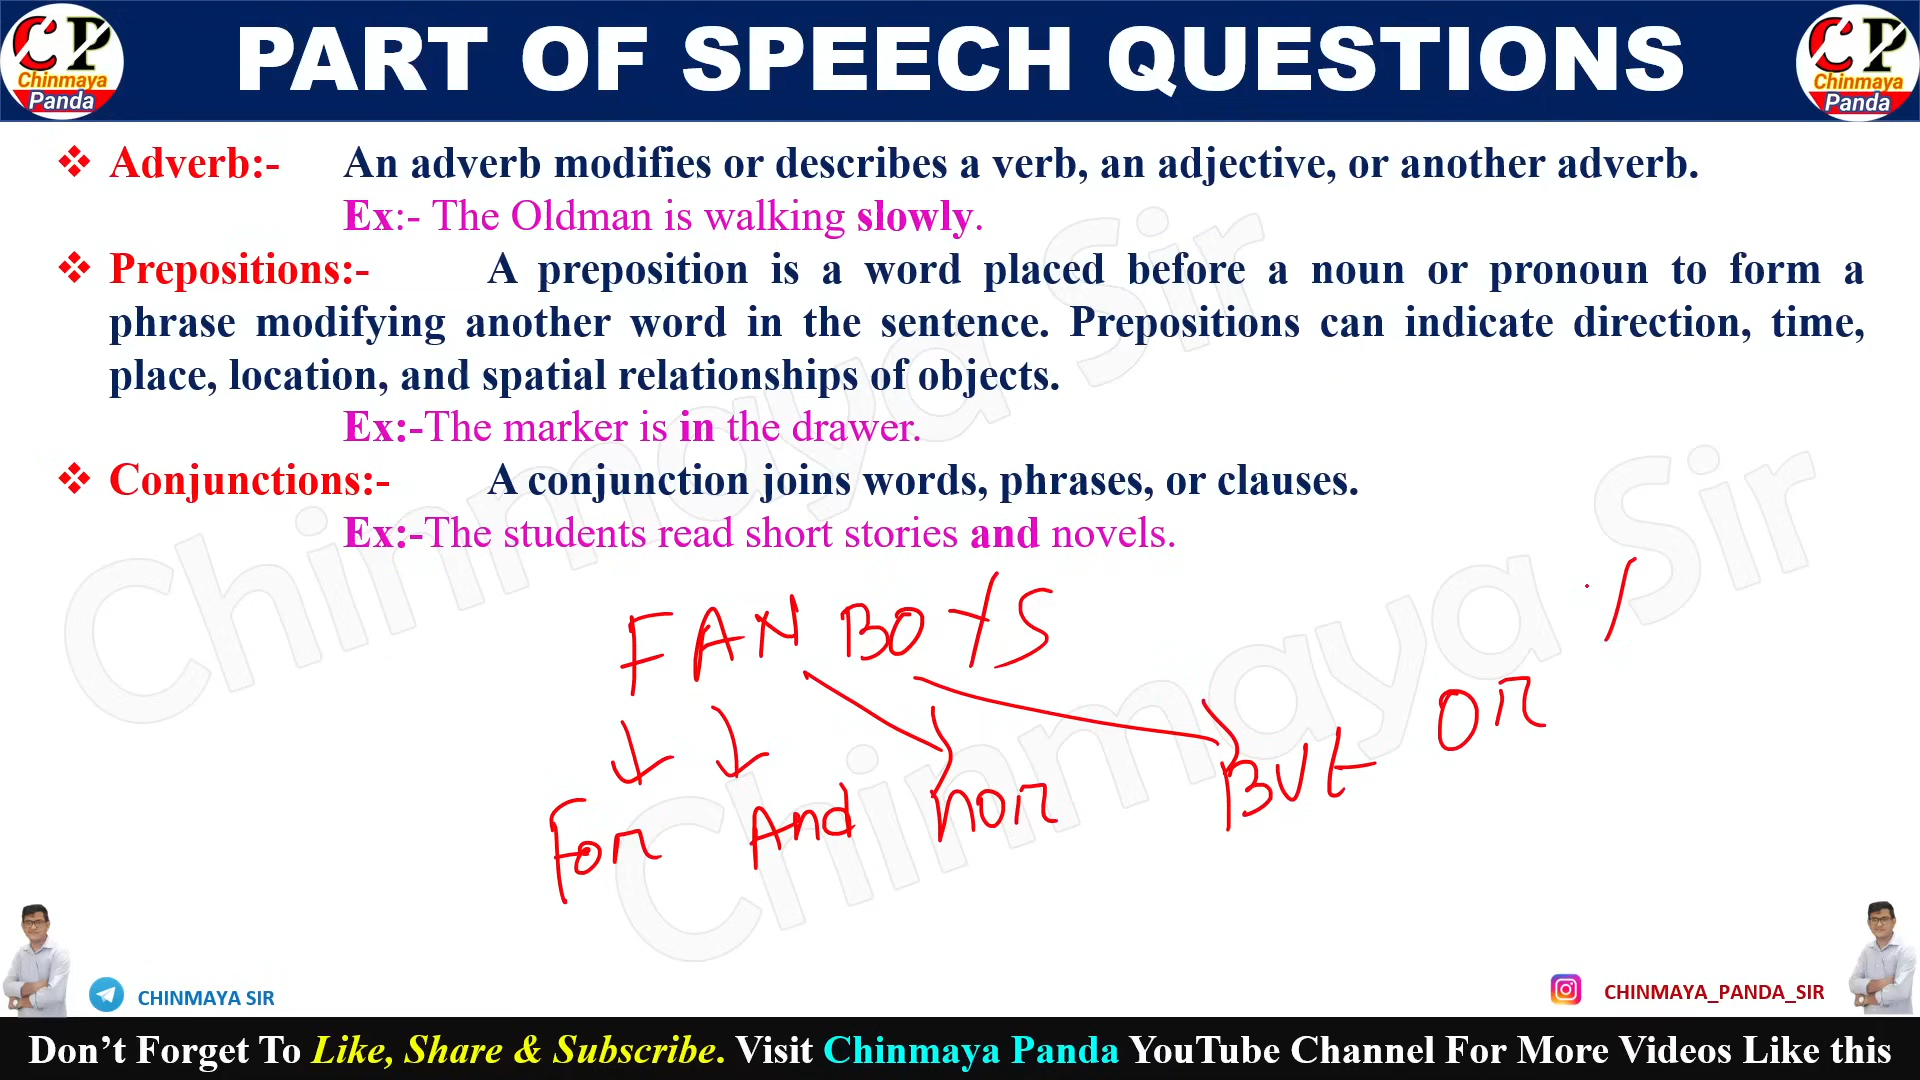 CP PART OF SPEECH QUESTIONS CP
Chinmaya Chinmaya
Panda Panda
❖ Adverb:- An adverb modifies or describes a verb, an adjective, or another adverb.
Ex:- The Oldman is walking slowly.
❖ Prepositions:- A preposition is a word placed before a noun or pronoun to form a
phrase modifying another word in the sentence. Prepositions can indicate direction, time,
place, location, and spatial relationships of objects.
Ex:-The marker is in the drawer.
❖ Conjunctions:- A conjunction joins words, phrases, or clauses.
Ex:-The students read short stories and novels.
Chinmaya Sir
Chinmaya Sir
FANBOYS
For And nor But or
CHINMAYA SIR CHINMAYA_PANDA_SIR
Don’t Forget To Like, Share & Subscribe. Visit Chinmaya Panda YouTube Channel For More Videos Like this